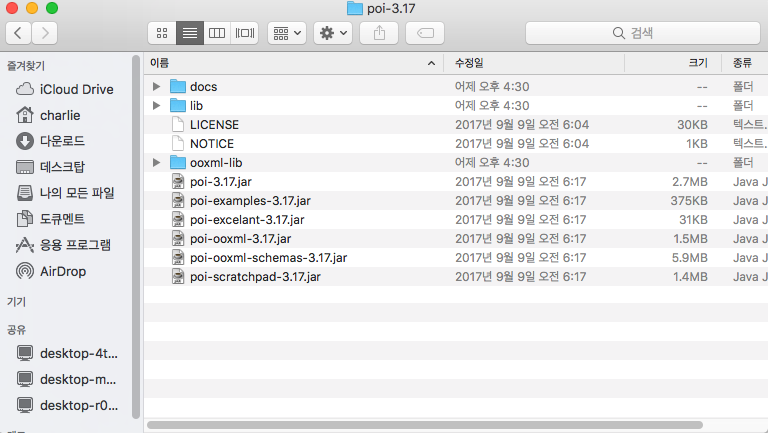 poi-3.17
검색
즐겨찾기
iCloud Drive
charlie
다운로드
데스크탑
나의 모든 파일
도큐멘트
응용 프로그램
AirDrop
기기
공유
desktop-4t...
desktop-m...
desktop-r0...
이름 수정일 크기 종류
docs 어제 오후 4:30 -- 폴더
lib 어제 오후 4:30 -- 폴더
LICENSE 2017년 9월 9일 오전 6:04 30KB 텍스트.
NOTICE 2017년 9월 9일 오전 6:04 1KB 텍스트.
ooxml-lib 어제 오후 4:30 -- 폴더
poi-3.17.jar 2017년 9월 9일 오전 6:17 2.7MB Java J
poi-examples-3.17.jar 2017년 9월 9일 오전 6:17 375KB Java J
poi-excelant-3.17.jar 2017년 9월 9일 오전 6:17 31KB Java J
poi-ooxml-3.17.jar 2017년 9월 9일 오전 6:17 1.5MB Java J
poi-ooxml-schemas-3.17.jar 2017년 9월 9일 오전 6:17 5.9MB Java J
poi-scratchpad-3.17.jar 2017년 9월 9일 오전 6:17 1.4MB Java J